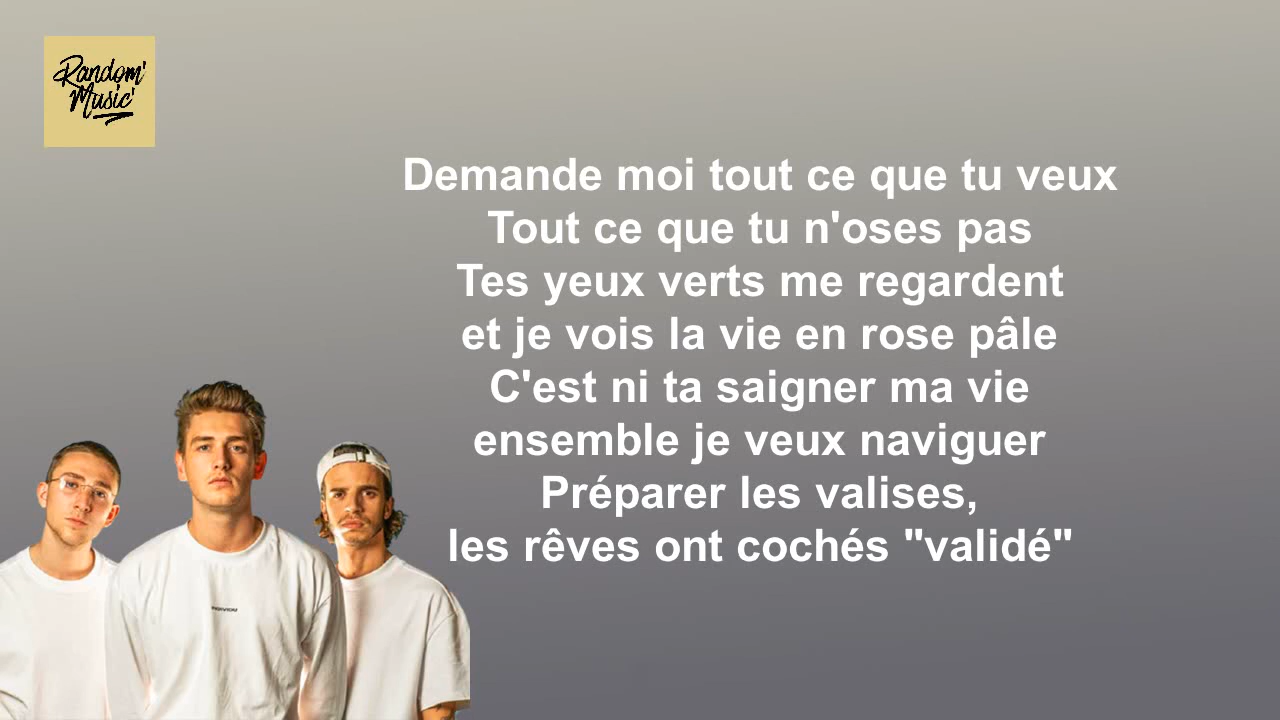 Random'
Music'
Demande moi tout ce que tu veux
Tout ce que tu n'oses pas
Tes yeux verts me regardent
et je vois la vie en rose pâle
C'est ni ta saigner ma vie
ensemble je veux naviguer
Préparer les valises,
les rêves ont cochés "validé"